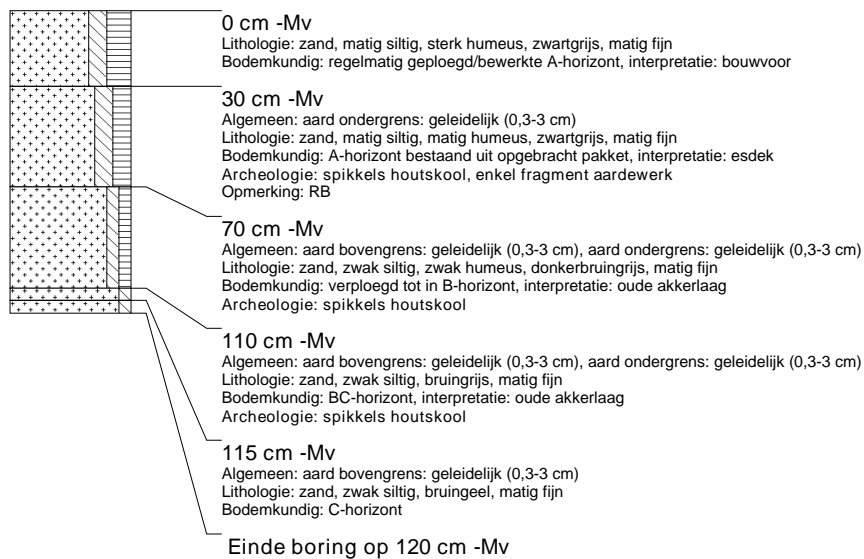 0 cm -Mv
Lithologie: zand, matig siltig, sterk humeus, zwartgrijs, matig fijn
Bodemkundig: regelmatig geploegd/bewerkte A-horizont, interpretatie: bouwvoor
30 cm -Mv
Algemeen: aard ondergrens: geleidelijk (0,3-3 cm)
Lithologie: zand, matig siltig, matig humeus, zwartgrijs, matig fijn
Bodemkundig: A-horizont bestaand uit opgebracht pakket, interpretatie: esdek
Archeologie: spikkels houtskool, enkel fragment aardewerk
Opmerking: RB
70 cm -Mv
Algemeen: aard bovengrens: geleidelijk (0,3-3 cm), aard ondergrens: geleidelijk (0,3-3 cm)
Lithologie: zand, zwak siltig, zwak humeus, donkerbruingrijs, matig fijn
Bodemkundig: verploegd tot in B-horizont, interpretatie: oude akkerlaag
Archeologie: spikkels houtskool
110 cm -Mv
Algemeen: aard bovengrens: geleidelijk (0,3-3 cm), aard ondergrens: geleidelijk (0,3-3 cm)
Lithologie: zand, zwak siltig, bruingrijs, matig fijn
Bodemkundig: BC-horizont, interpretatie: oude akkerlaag
Archeologie: spikkels houtskool
115 cm -Mv
Algemeen: aard bovengrens: geleidelijk (0,3-3 cm)
Lithologie: zand, zwak siltig, bruingeel, matig fijn
Bodemkundig: C-horizont
Einde boring op 120 cm -Mv